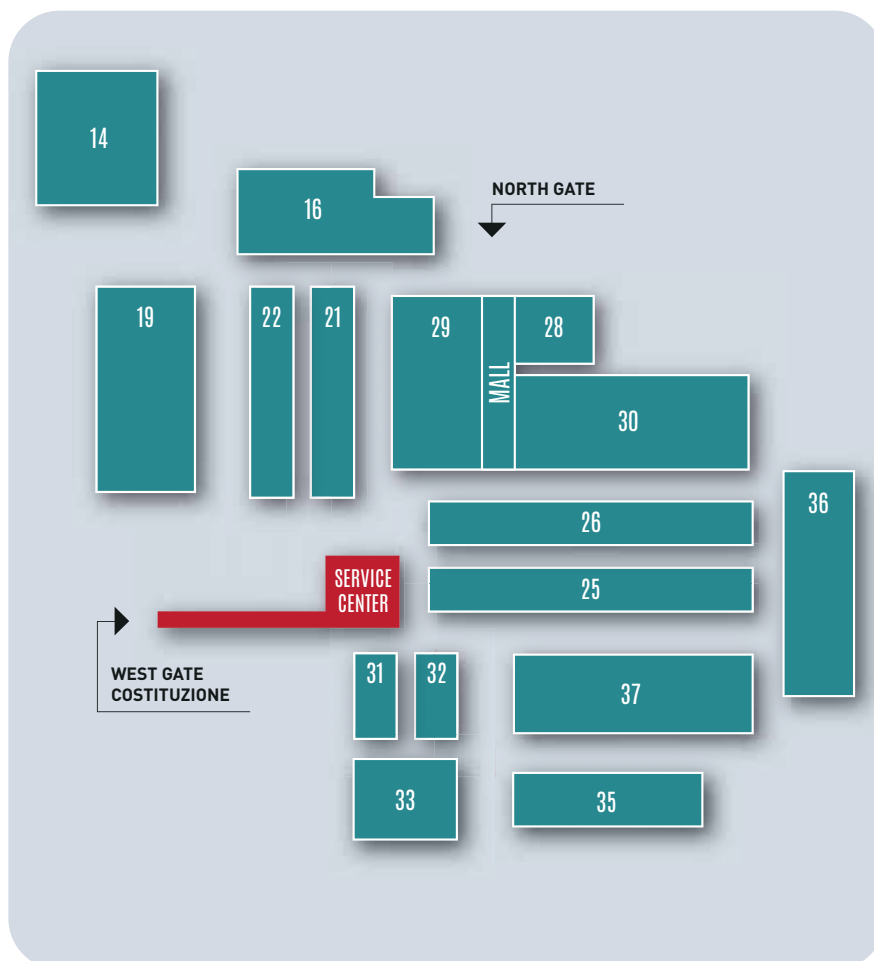 14
16
NORTH GATE
19
22
21
29
MALL
28
30
36
26
25
SERVICE
CENTER
WEST GATE
COSTITUZIONE
31
32
37
33
35